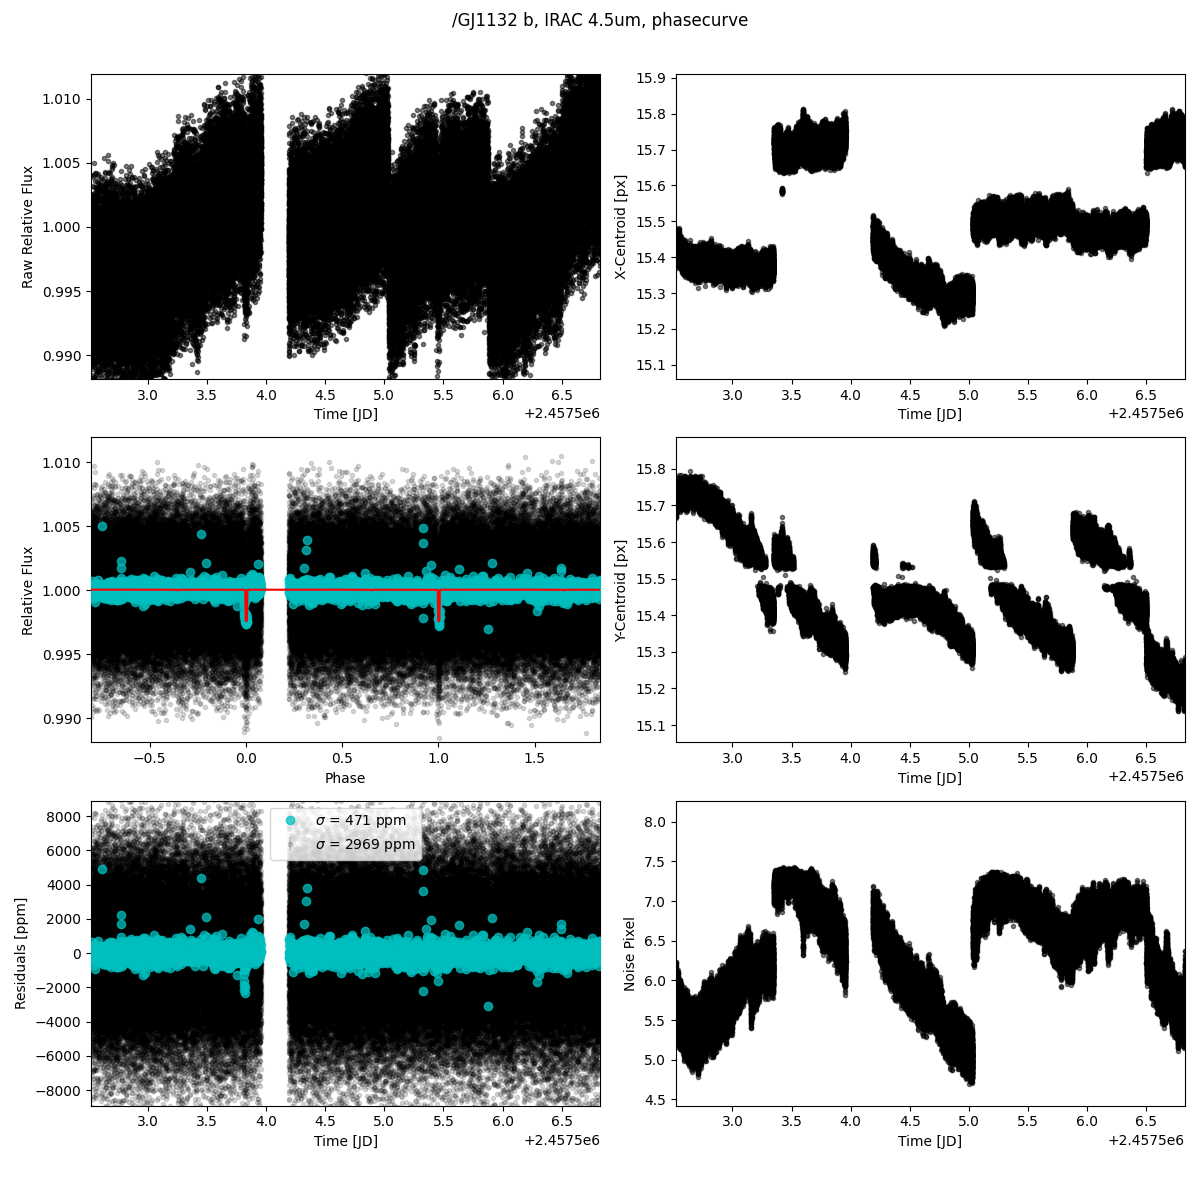 /GJ1132 b, IRAC 4.5um, phasecurve
1.010
1.005
1.000
0.995
0.990
Raw Relative Flux
3.0 3.5 4.0 4.5 5.0 5.5 6.0 6.5
Time [JD]
+2.4575e6
15.9
15.8
15.7
15.6
15.5
15.4
15.3
15.2
15.1
X-Centroid [px]
3.0 3.5 4.0 4.5 5.0 5.5 6.0 6.5
Time [JD]
+2.4575e6
1.010
1.005
1.000
0.995
0.990
Relative Flux
−0.5 0.0 0.5 1.0 1.5
Phase
15.8
15.7
15.6
15.5
15.4
15.3
15.2
15.1
Y-Centroid [px]
3.0 3.5 4.0 4.5 5.0 5.5 6.0 6.5
Time [JD]
+2.4575e6
8000
6000
4000
2000
0
−2000
−4000
−6000
−8000
Residuals [ppm]
σ = 471 ppm
σ = 2969 ppm
3.0 3.5 4.0 4.5 5.0 5.5 6.0 6.5
Time [JD]
+2.4575e6
8.0
7.5
7.0
6.5
6.0
5.5
5.0
4.5
Noise Pixel
3.0 3.5 4.0 4.5 5.0 5.5 6.0 6.5
Time [JD]
+2.4575e6